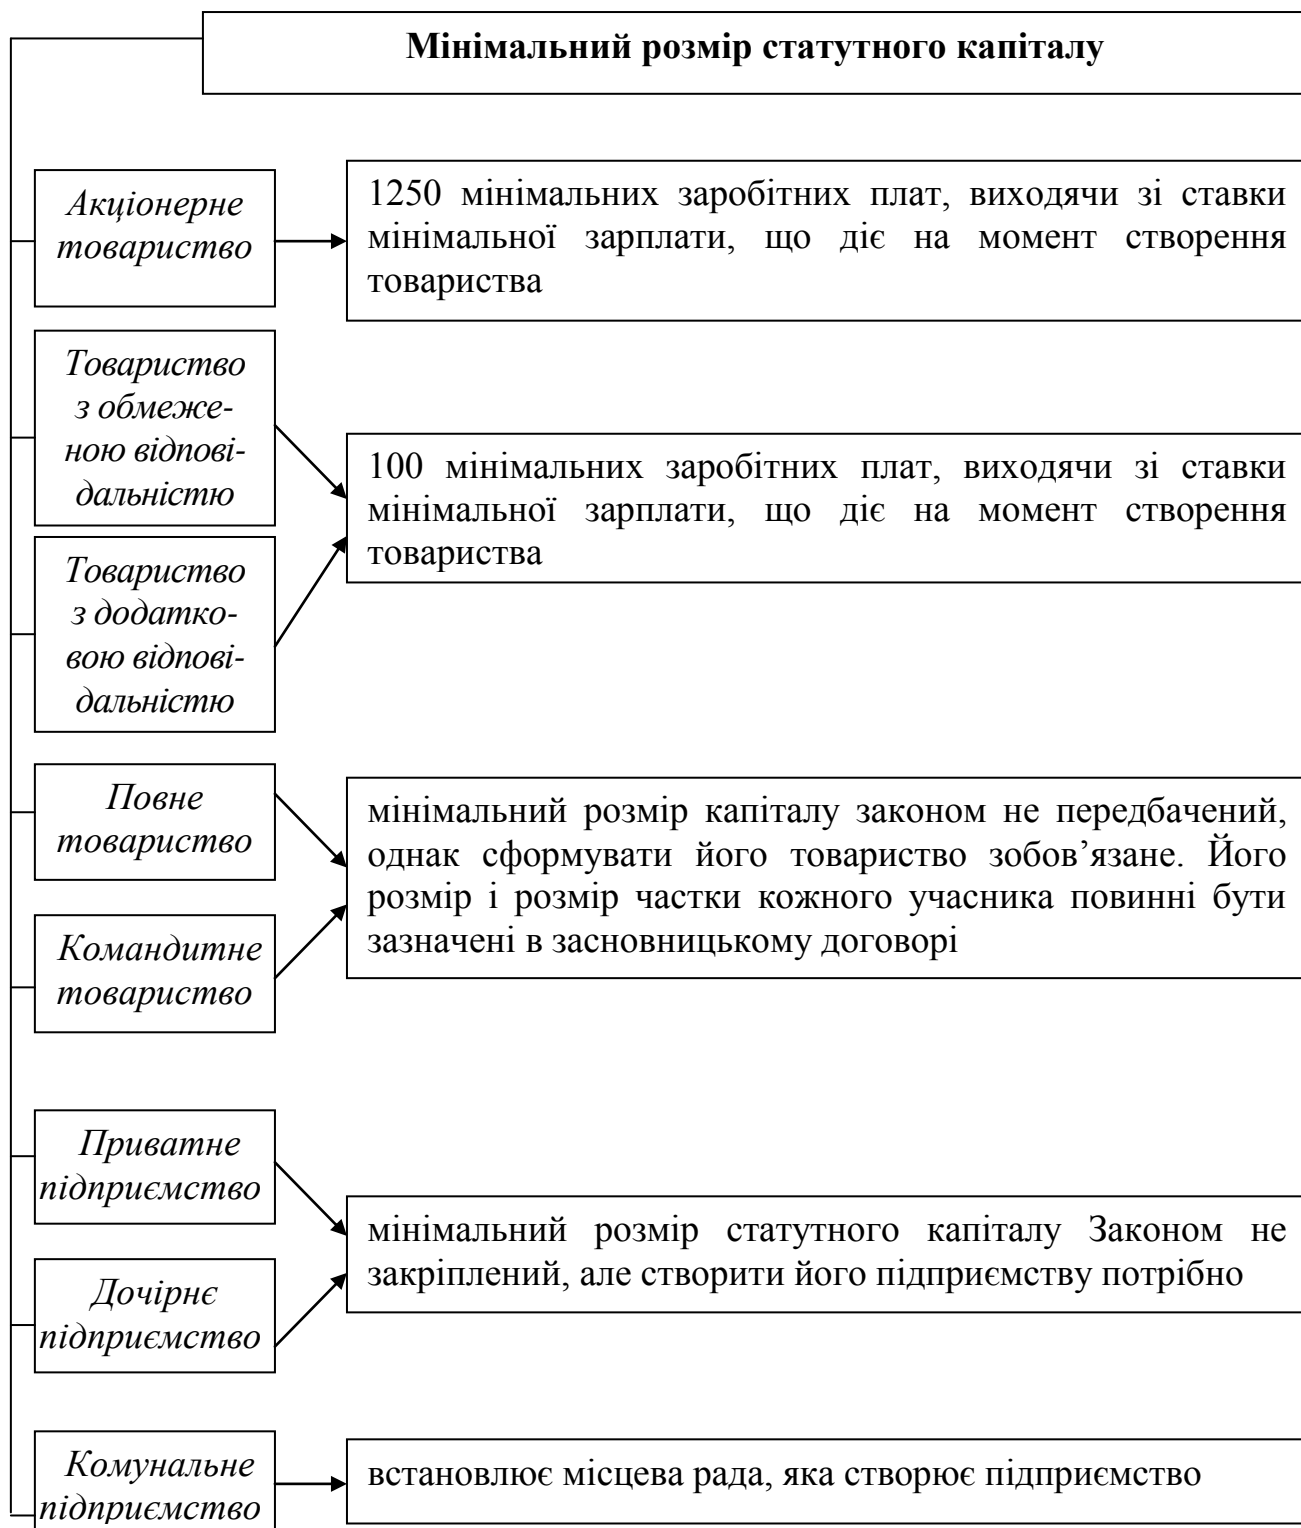 Мінімальний розмір статутного капіталу
Акціонерне
товариство
1250 мінімальних заробітних плат, виходячи зі ставки
мінімальної зарплати, що діє на момент створення
товариства
Товариство
з обмеже-
ною відпові-
дальністю
100 мінімальних заробітних плат, виходячи зі ставки
мінімальної зарплати, що діє на момент створення
товариства
Товариство
з додатко-
вою відпові-
дальністю
Повне
товариство
мінімальний розмір капіталу законом не передбачений,
однак сформувати його товариство зобов’язане. Його
розмір і розмір частки кожного учасника повинні бути
зазначені в засновницькому договорі
Командитне
товариство
Приватне
підприємство
мінімальний розмір статутного капіталу Законом не
закріплений, але створити його підприємству потрібно
Дочірнє
підприємство
Комунальне
підприємство
встановлює місцева рада, яка створює підприємство